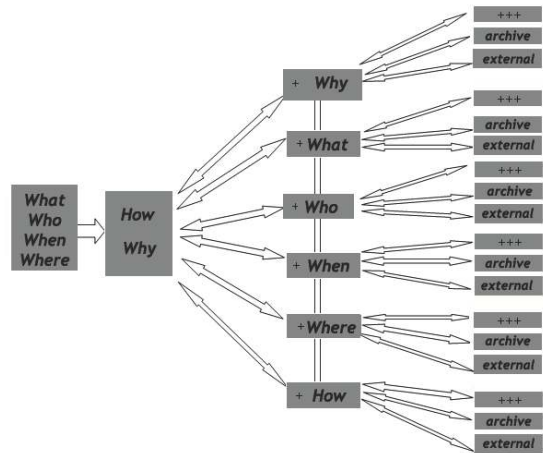 What
Who
When
Where
How
Why
+ Why
+ What
+ Who
+ When
+ Where
+ How
+++
archive
external
+++
archive
external
+++
archive
external
+++
archive
external
+++
archive
external
+++
archive
external